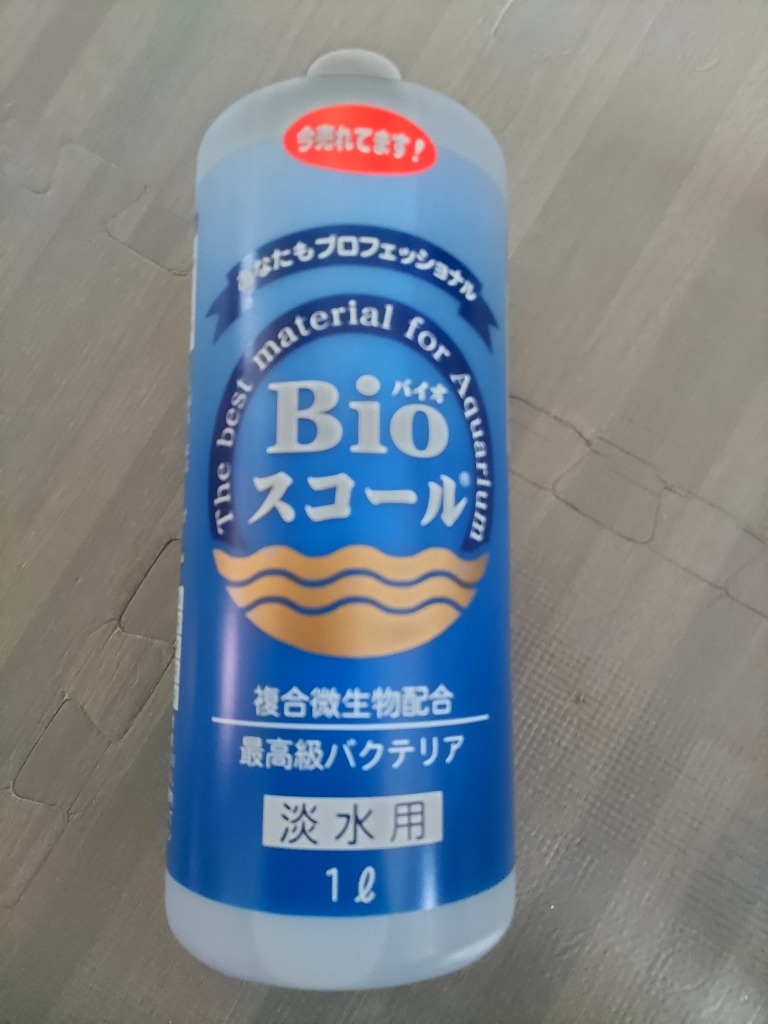 今売れてます!
あなたもプロフェッショナル
The best material for Aquarium
バイオ
Bio
スコール®
複合微生物配合
最高級バクテリア
淡水用
1ℓ